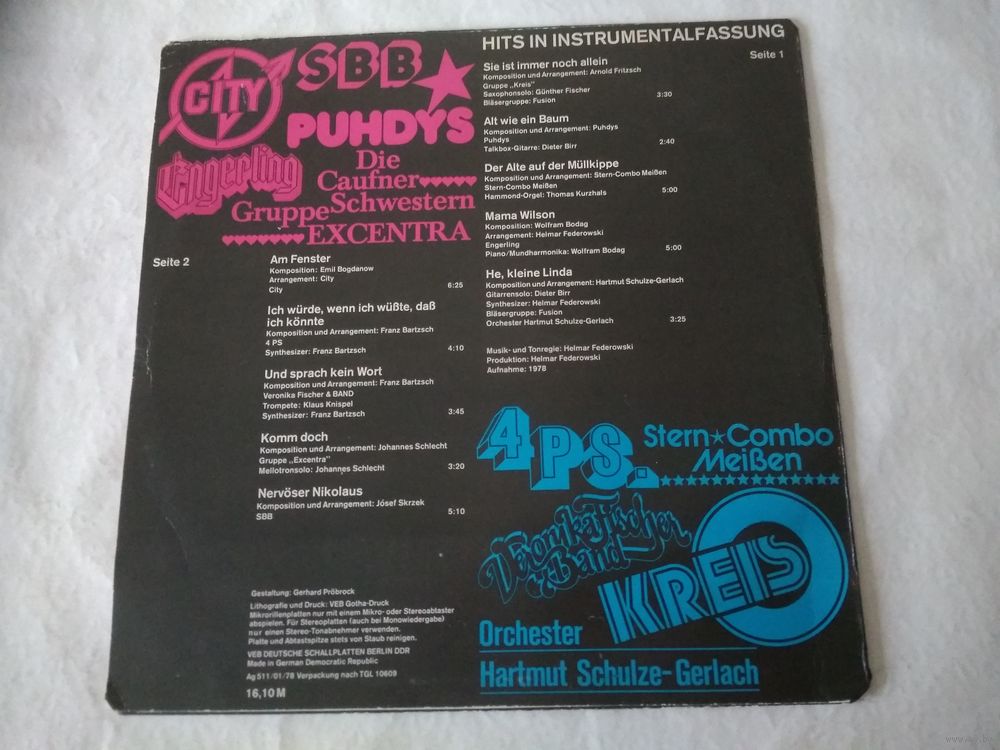 CITY
SBB
PUHDYS
Engerling
Die
Caufner
Schwestern
Gruppe
EXCENTRA
HITS IN INSTRUMENTALFASSUNG
Seite 1
Sie ist immer noch allein
Komposition und Arrangement: Arnold Fritzsch
Gruppe „Kreis"
Saxophonsolo: Günther Fischer
Bläsergruppe: Fusion 3:30
Alt wie ein Baum
Komposition und Arrangement: Puhdys
Puhdys
Talkbox-Gitarre: Dieter Birr 2:40
Der Alte auf der Müllkippe
Komposition und Arrangement: Stern-Combo Meißen
Stern-Combo Meißen
Hammond-Orgel: Thomas Kurzhals 5:00
Mama Wilson
Komposition: Wolfram Bodag
Arrangement: Helmar Federowski
Engerling
Piano/Mundharmonika: Wolfram Bodag 5:00
He, kleine Linda
Komposition und Arrangement: Hartmut Schulze-Gerlach
Gitarrensolo: Dieter Birr
Synthesizer: Helmar Federowski
Bläsergruppe: Fusion
Orchester Hartmut Schulze-Gerlach 3:25
Musik- und Tonregie: Helmar Federowski
Produktion: Helmar Federowski
Aufnahme: 1978
Seite 2
Am Fenster
Komposition: Emil Bogdanow
Arrangement: City
City 6:25
Ich würde, wenn ich wüßte, daß
ich könnte
Komposition und Arrangement: Franz Bartzsch
4 PS
Synthesizer: Franz Bartzsch 4:10
Und sprach kein Wort
Komposition und Arrangement: Franz Bartzsch
Veronika Fischer & BAND
Trompete: Klaus Knispel
Synthesizer: Franz Bartzsch 3:45
Komm doch
Komposition und Arrangement: Johannes Schlecht
Gruppe „Excentra"
Mellotronsolo: Johannes Schlecht 3:20
Nervöser Nikolaus
Komposition und Arrangement: Józef Skrzek
SBB 5:10
Gestaltung: Gerhard Pröbrock
Lithografie und Druck: VEB Gotha-Druck
Mikrorillenplatten nur mit einem Mikro- oder Stereoabtaster
abspielen. Für Stereoplatten (auch bei Monowiedergabe)
nur einen Stereo-Tonabnehmer verwenden.
Platte und Abtastspitze stets von Staub reinigen.
VEB DEUTSCHE SCHALLPLATTEN BERLIN DDR
Made in German Democratic Republic
Ag 511/01/78 Verpackung nach TGL 10609
16,10 M
4 PS.
Stern★Combo
Meißen
Veronika Fischer
& Band
KREIS
Orchester
Hartmut Schulze-Gerlach